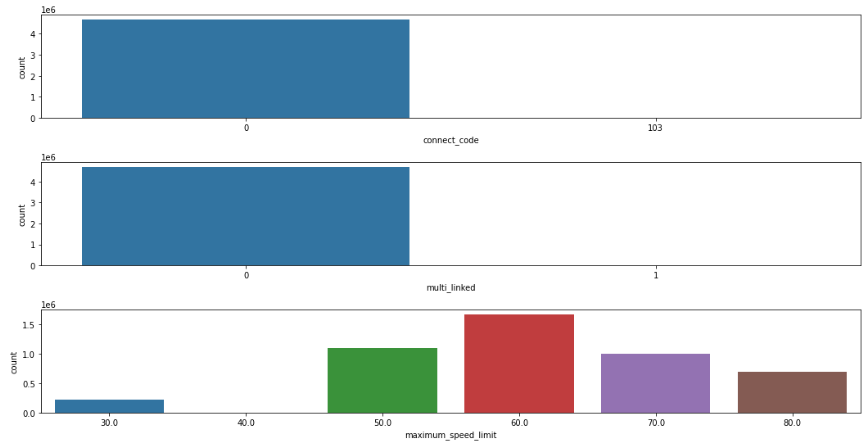 1e6
4
3
2
1
0
count
0 103
connect_code
1e6
4
3
2
1
0
count
0 1
multi_linked
1e6
1.5
1.0
0.5
0.0
count
30.0 40.0 50.0 60.0 70.0 80.0
maximum_speed_limit